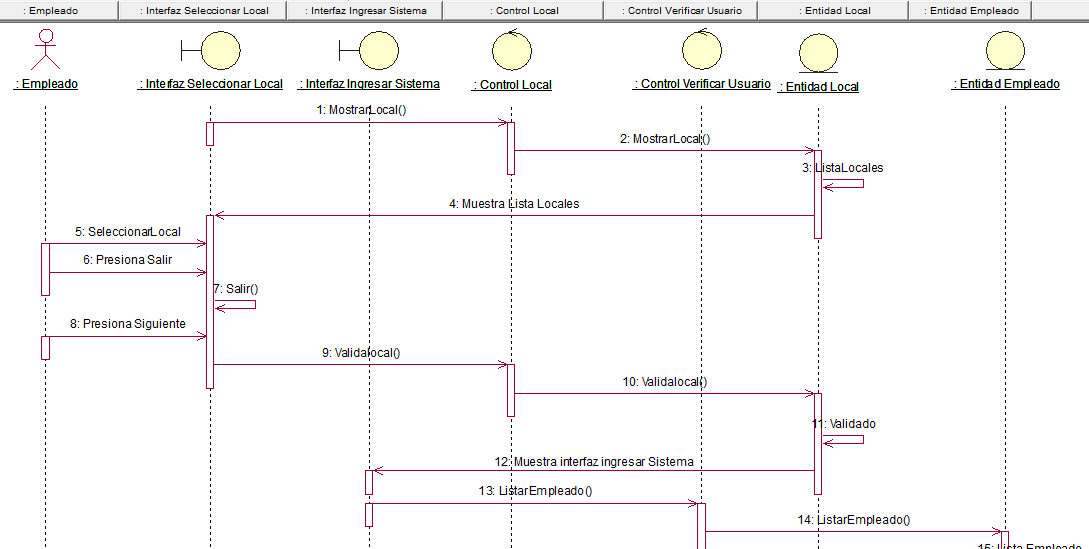 : Empleado
: Interfaz Seleccionar Local
: Interfaz Ingresar Sistema
: Control Local
: Control Verificar Usuario
: Entidad Local
: Entidad Empleado
: Empleado
: Interfaz Seleccionar Local
: Interfaz Ingresar Sistema
: Control Local
: Control Verificar Usuario
: Entidad Local
: Entidad Empleado
1: MostrarLocal()
2: MostrarLocal()
3: ListaLocales
4: Muestra Lista Locales
5: SeleccionarLocal
6: Presiona Salir
7: Salir()
8: Presiona Siguiente
9: Validalocal()
10: Validalocal()
11: Validado
12: Muestra interfaz ingresar Sistema
13: ListarEmpleado()
14: ListarEmpleado()
15: Lista Empleado